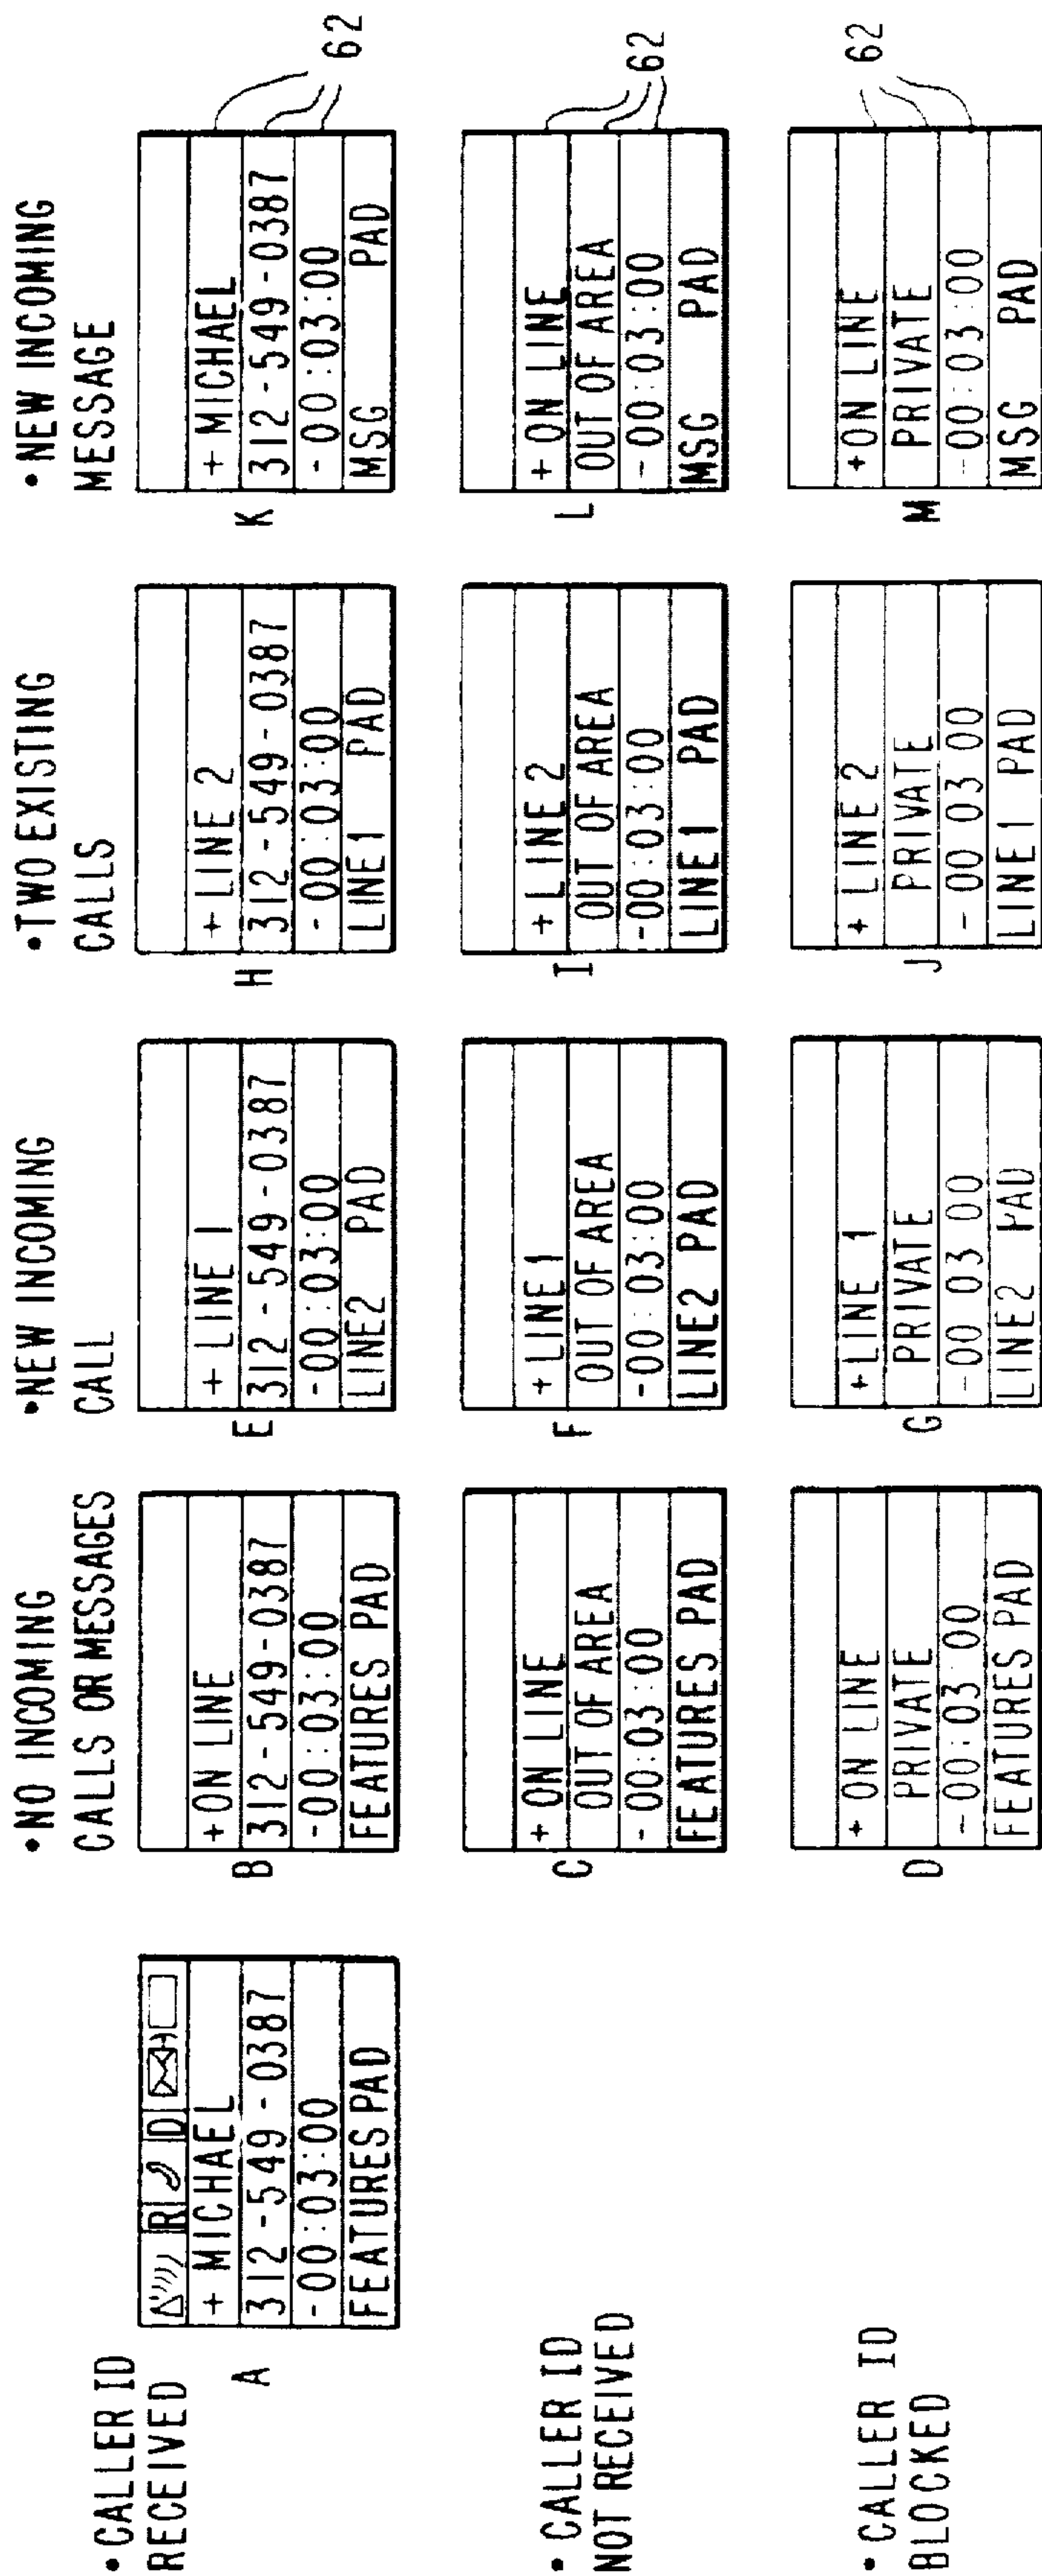 •NO INCOMING
CALLS OR MESSAGES
•NEW INCOMING
CALL
•TWO EXISTING
CALLS
•NEW INCOMING
MESSAGE
•CALLER ID
RECEIVED
A
R D
+ MICHAEL
312-549-0387
-00:03:00
FEATURES PAD
B
+ON LINE
312-549-0387
-00:03:00
FEATURES PAD
E
+ LINE 1
312-549-0387
-00:03:00
LINE2 PAD
H
+ LINE 2
312-549-0387
-00:03:00
LINE1 PAD
K
+ MICHAEL
312-549-0387
-00:03:00
MSG PAD
62
•CALLER ID
NOT RECEIVED
C
+ ON LINE
OUT OF AREA
-00:03:00
FEATURES PAD
F
+LINE1
OUT OF AREA
-00:03:00
LINE2 PAD
I
+LINE 2
OUT OF AREA
-00:03:00
LINE1 PAD
L
+ON LINE
OUT OF AREA
-00:03:00
MSG PAD
62
•CALLER ID
BLOCKED
D
+ ON LINE
PRIVATE
-00:03:00
FEATURES PAD
G
+LINE 1
PRIVATE
-00 03 00
LINE2 PAD
J
+ LINE 2
PRIVATE
-00 03 00
LINE1 PAD
M
+ON LINE
PRIVATE
-00:03:00
MSG PAD
62